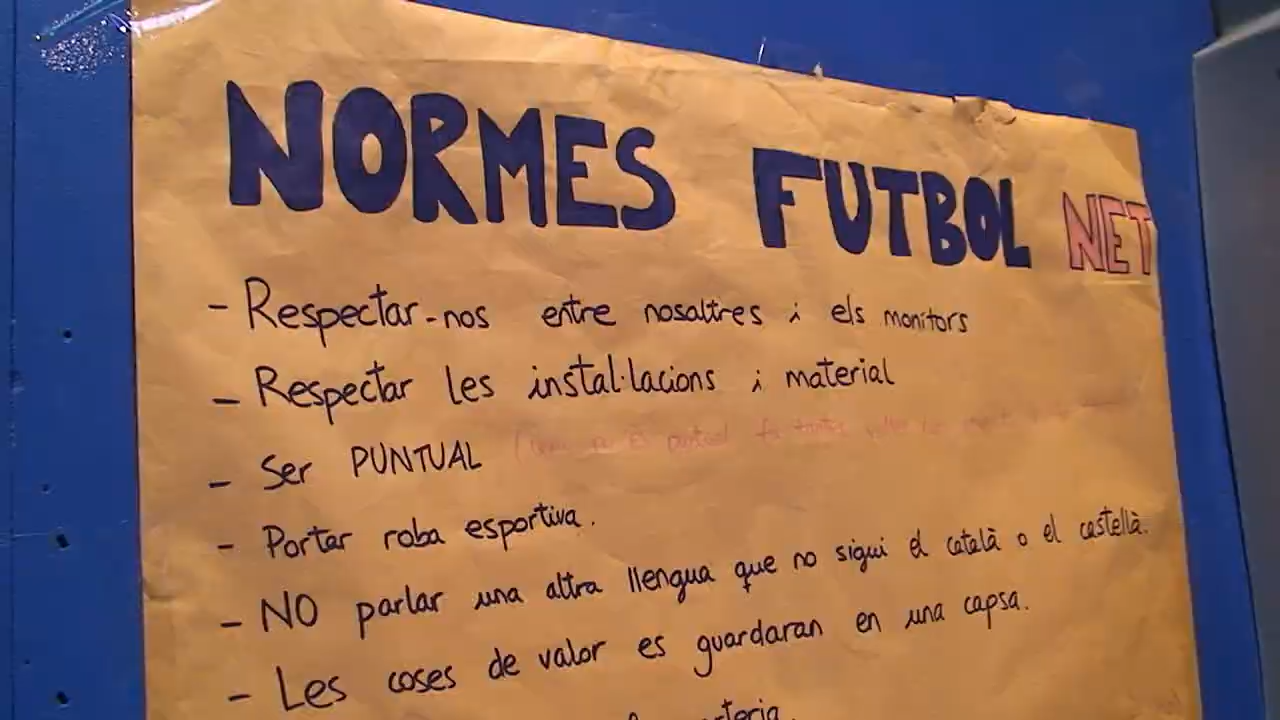 NORMES FUTBOL NET
- Respectar-nos entre nosaltres i els monitors
- Respectar les instal·lacions i material
- Ser PUNTUAL
- Portar roba esportiva.
- NO parlar una altra llengua que no sigui el català o el castellà.
- Les coses de valor es guardaran en una capsa.